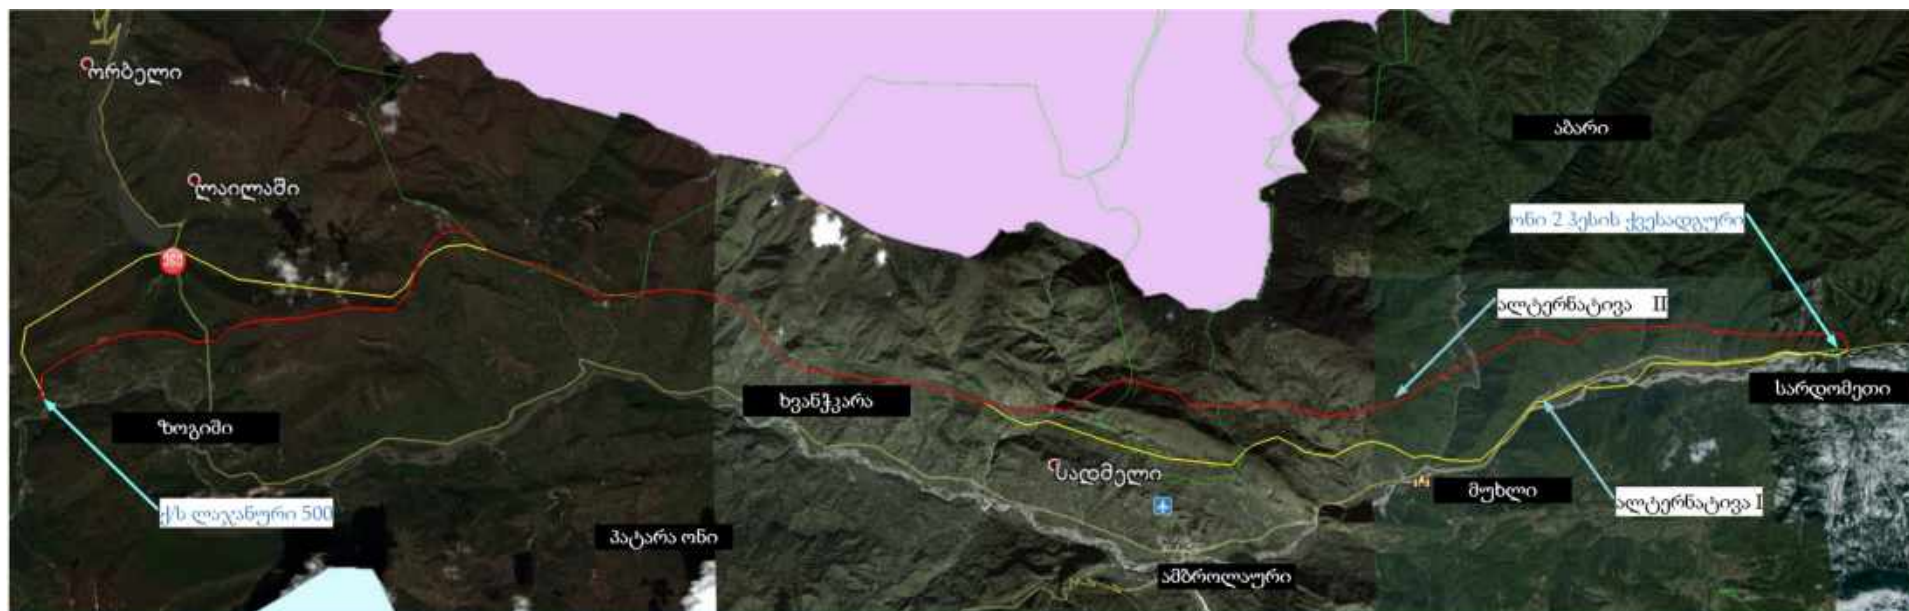 ორბელი
აბარი
ლაილაში
ონი 2 ჰესის ქვესადგური
ქ/ს
ალტერნატივა II
სარდომეთი
ხვანჭკარა
ზოგიში
სადმელი
მუხლი
ალტერნატივა I
ქ/ს ლაჯანური 500
პატარა ონი
ამბროლაური